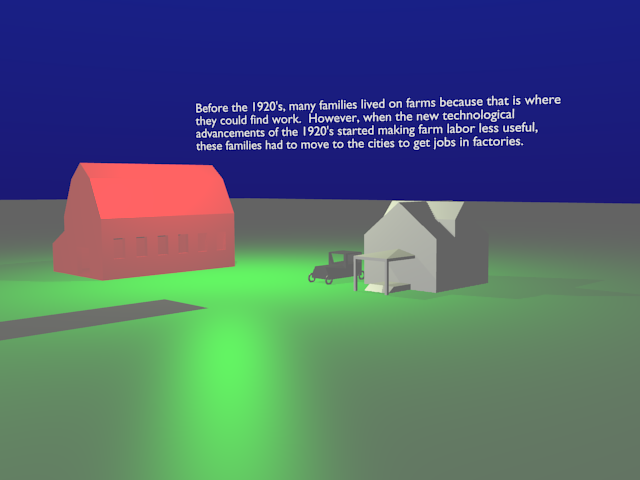 Before the 1920's, many families lived on farms because that is where
they could find work.  However, when the new technological
advancements of the 1920's started making farm labor less useful,
these families had to move to the cities to get jobs in factories.